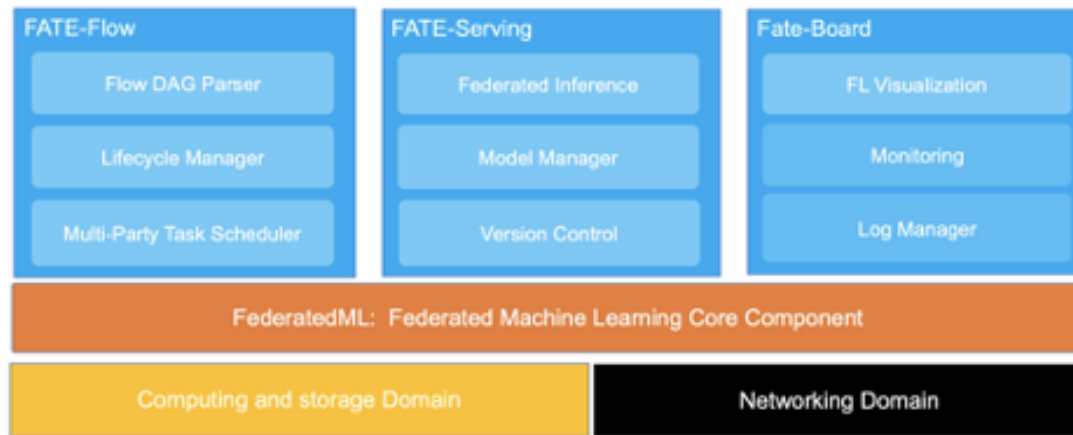 FATE-Flow
Flow DAG Parser
Lifecycle Manager
Multi-Party Task Scheduler
FATE-Serving
Federated Inference
Model Manager
Version Control
Fate-Board
FL Visualization
Monitoring
Log Manager
FederatedML: Federated Machine Learning Core Component
Computing and storage Domain
Networking Domain